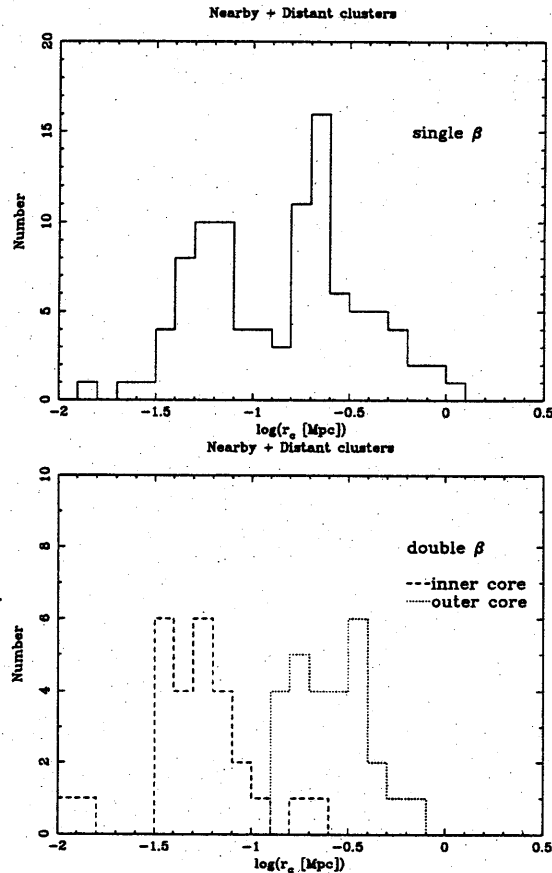 Nearby + Distant clusters
20
15
10
5
0
Number
single β
-2 -1.5 -1 -0.5 0 0.5
log(r_c [Mpc])
Nearby + Distant clusters
10
8
6
4
2
0
Number
double β
inner core
outer core
-2 -1.5 -1 -0.5 0 0.5
log(r_c [Mpc])